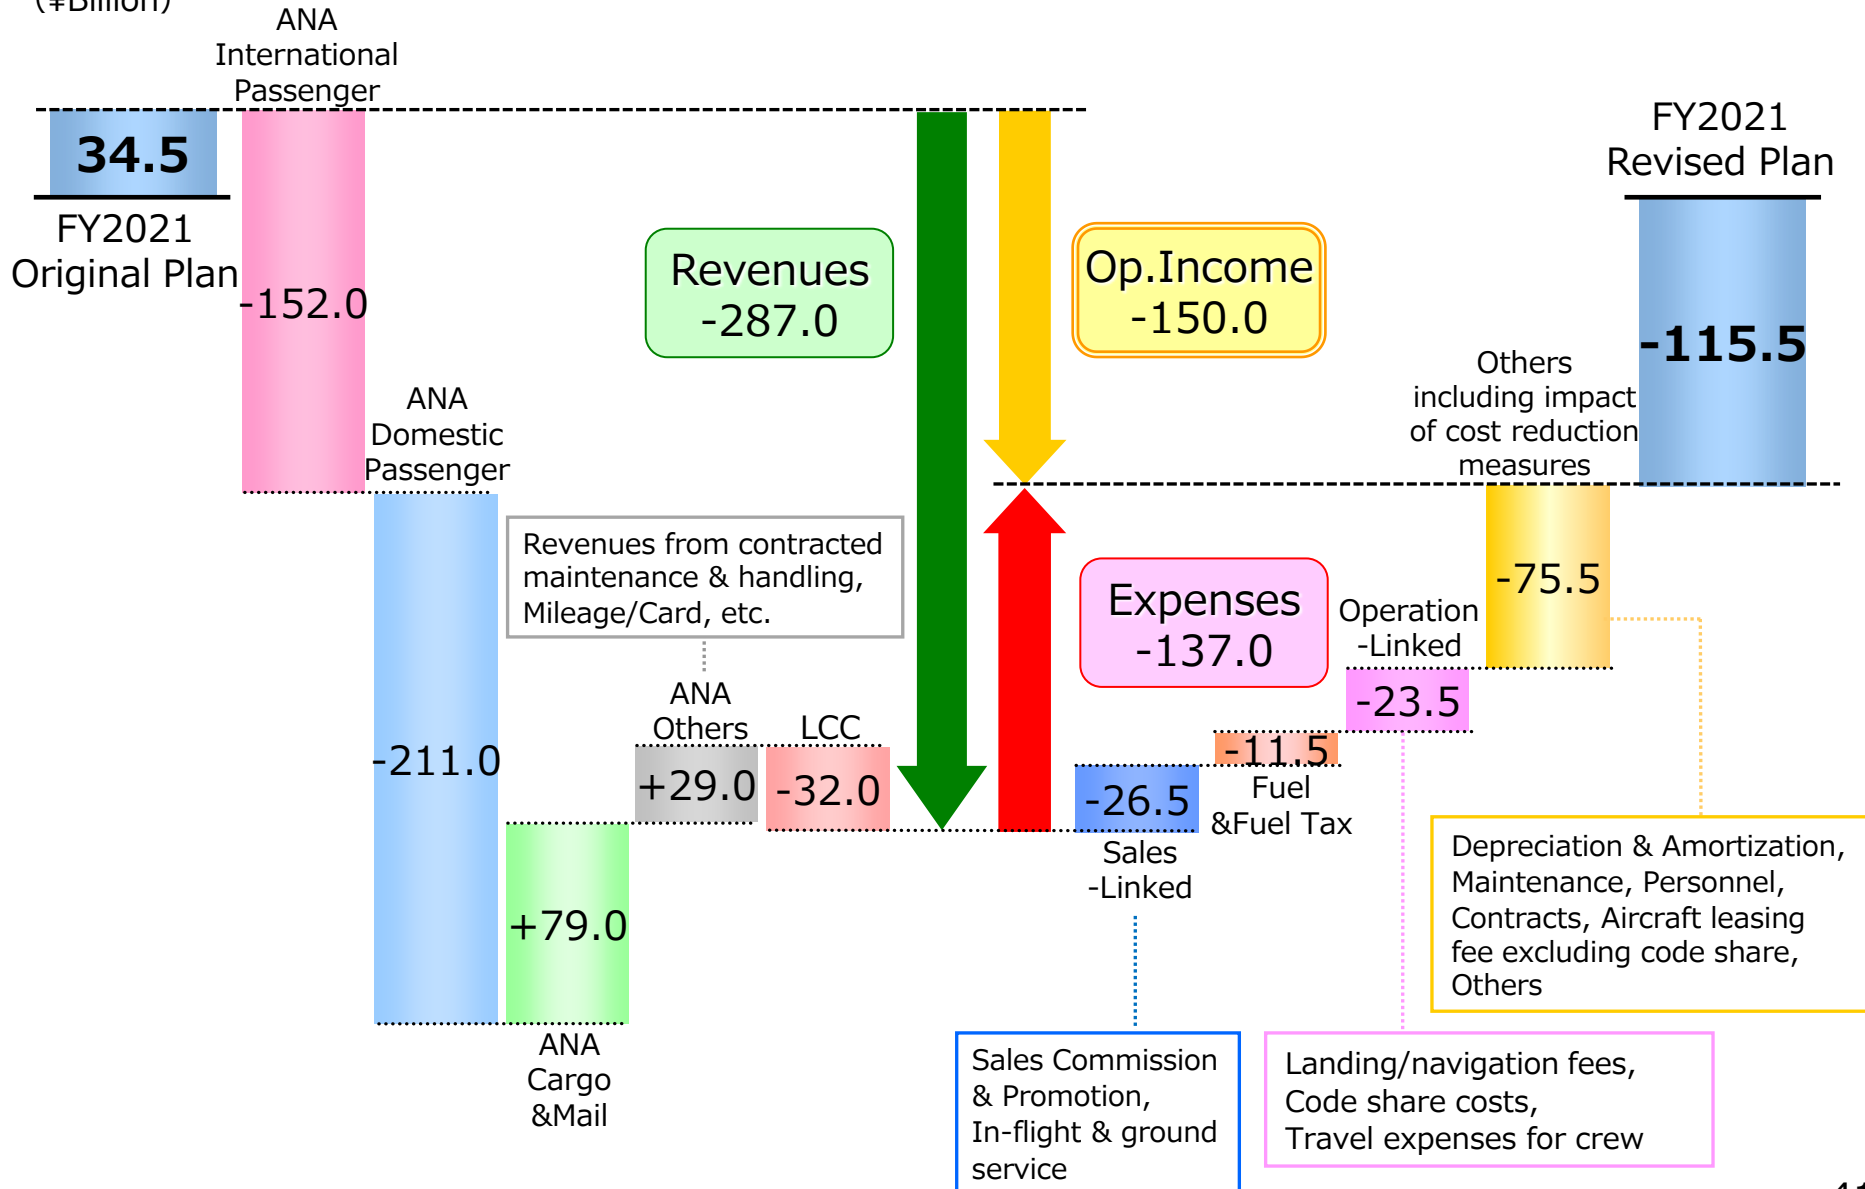 (¥Billion)
ANA
International
Passenger
34.5
FY2021
Original Plan
-152.0
ANA
Domestic
Passenger
-211.0
Revenues from contracted
maintenance & handling,
Mileage/Card, etc.
ANA
Others
+29.0
LCC
-32.0
+79.0
ANA
Cargo
&Mail
Revenues
-287.0
Op.Income
-150.0
Expenses
-137.0
-26.5
Sales
-Linked
-11.5
Fuel
&Fuel Tax
Operation
-Linked
-23.5
Others
including impact
of cost reduction
measures
-75.5
FY2021
Revised Plan
-115.5
Sales Commission
& Promotion,
In-flight & ground
service
Landing/navigation fees,
Code share costs,
Travel expenses for crew
Depreciation & Amortization,
Maintenance, Personnel,
Contracts, Aircraft leasing
fee excluding code share,
Others